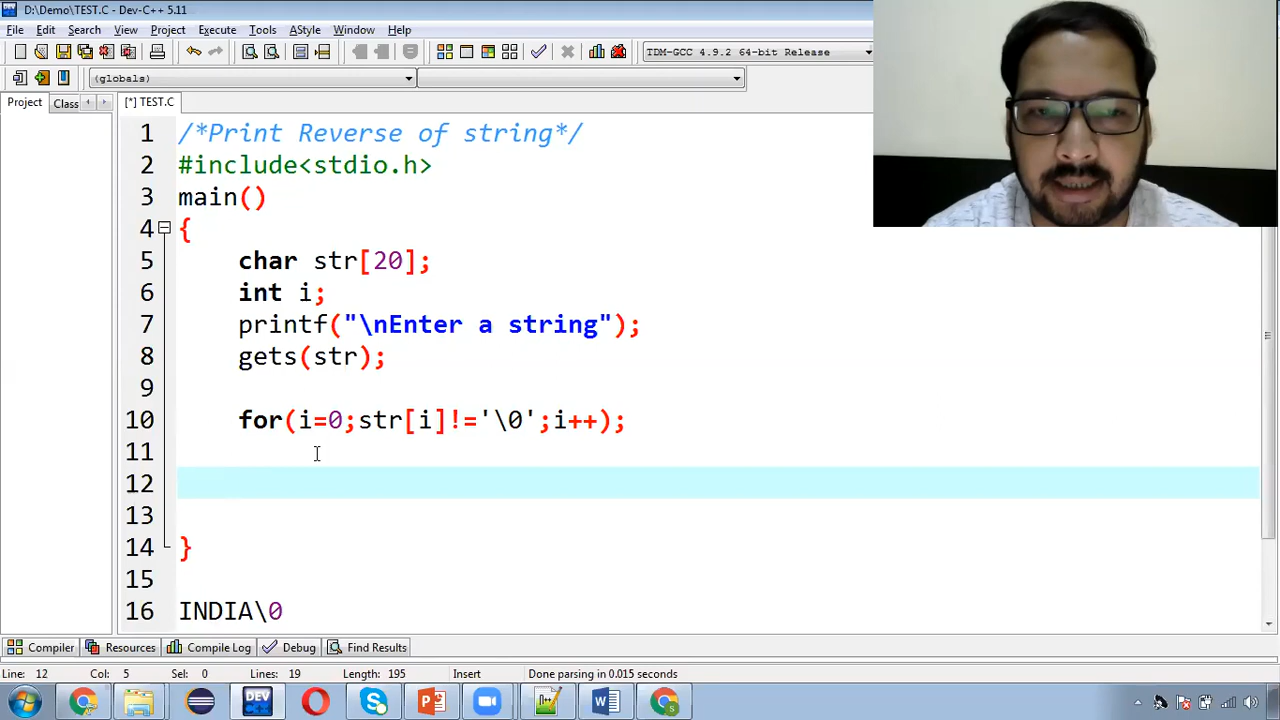 D:\Demo\TEST.C - Dev-C++ 5.11
File Edit Search View Project Execute Tools AStyle Window Help
TDM-GCC 4.9.2 64-bit Release
(globals)
Project Class [*] TEST.C
1 /*Print Reverse of string*/
2 #include<stdio.h>
3 main()
4 {
5 char str[20];
6 int i;
7 printf("\nEnter a string");
8 gets(str);
9
10 for(i=0;str[i]!='\0';i++);
11
12
13
14 }
15
16 INDIA\0
Compiler Resources Compile Log Debug Find Results
Line: 12 Col: 5 Sel: 0 Lines: 19 Length: 195 Insert Done parsing in 0.015 seconds
DEV